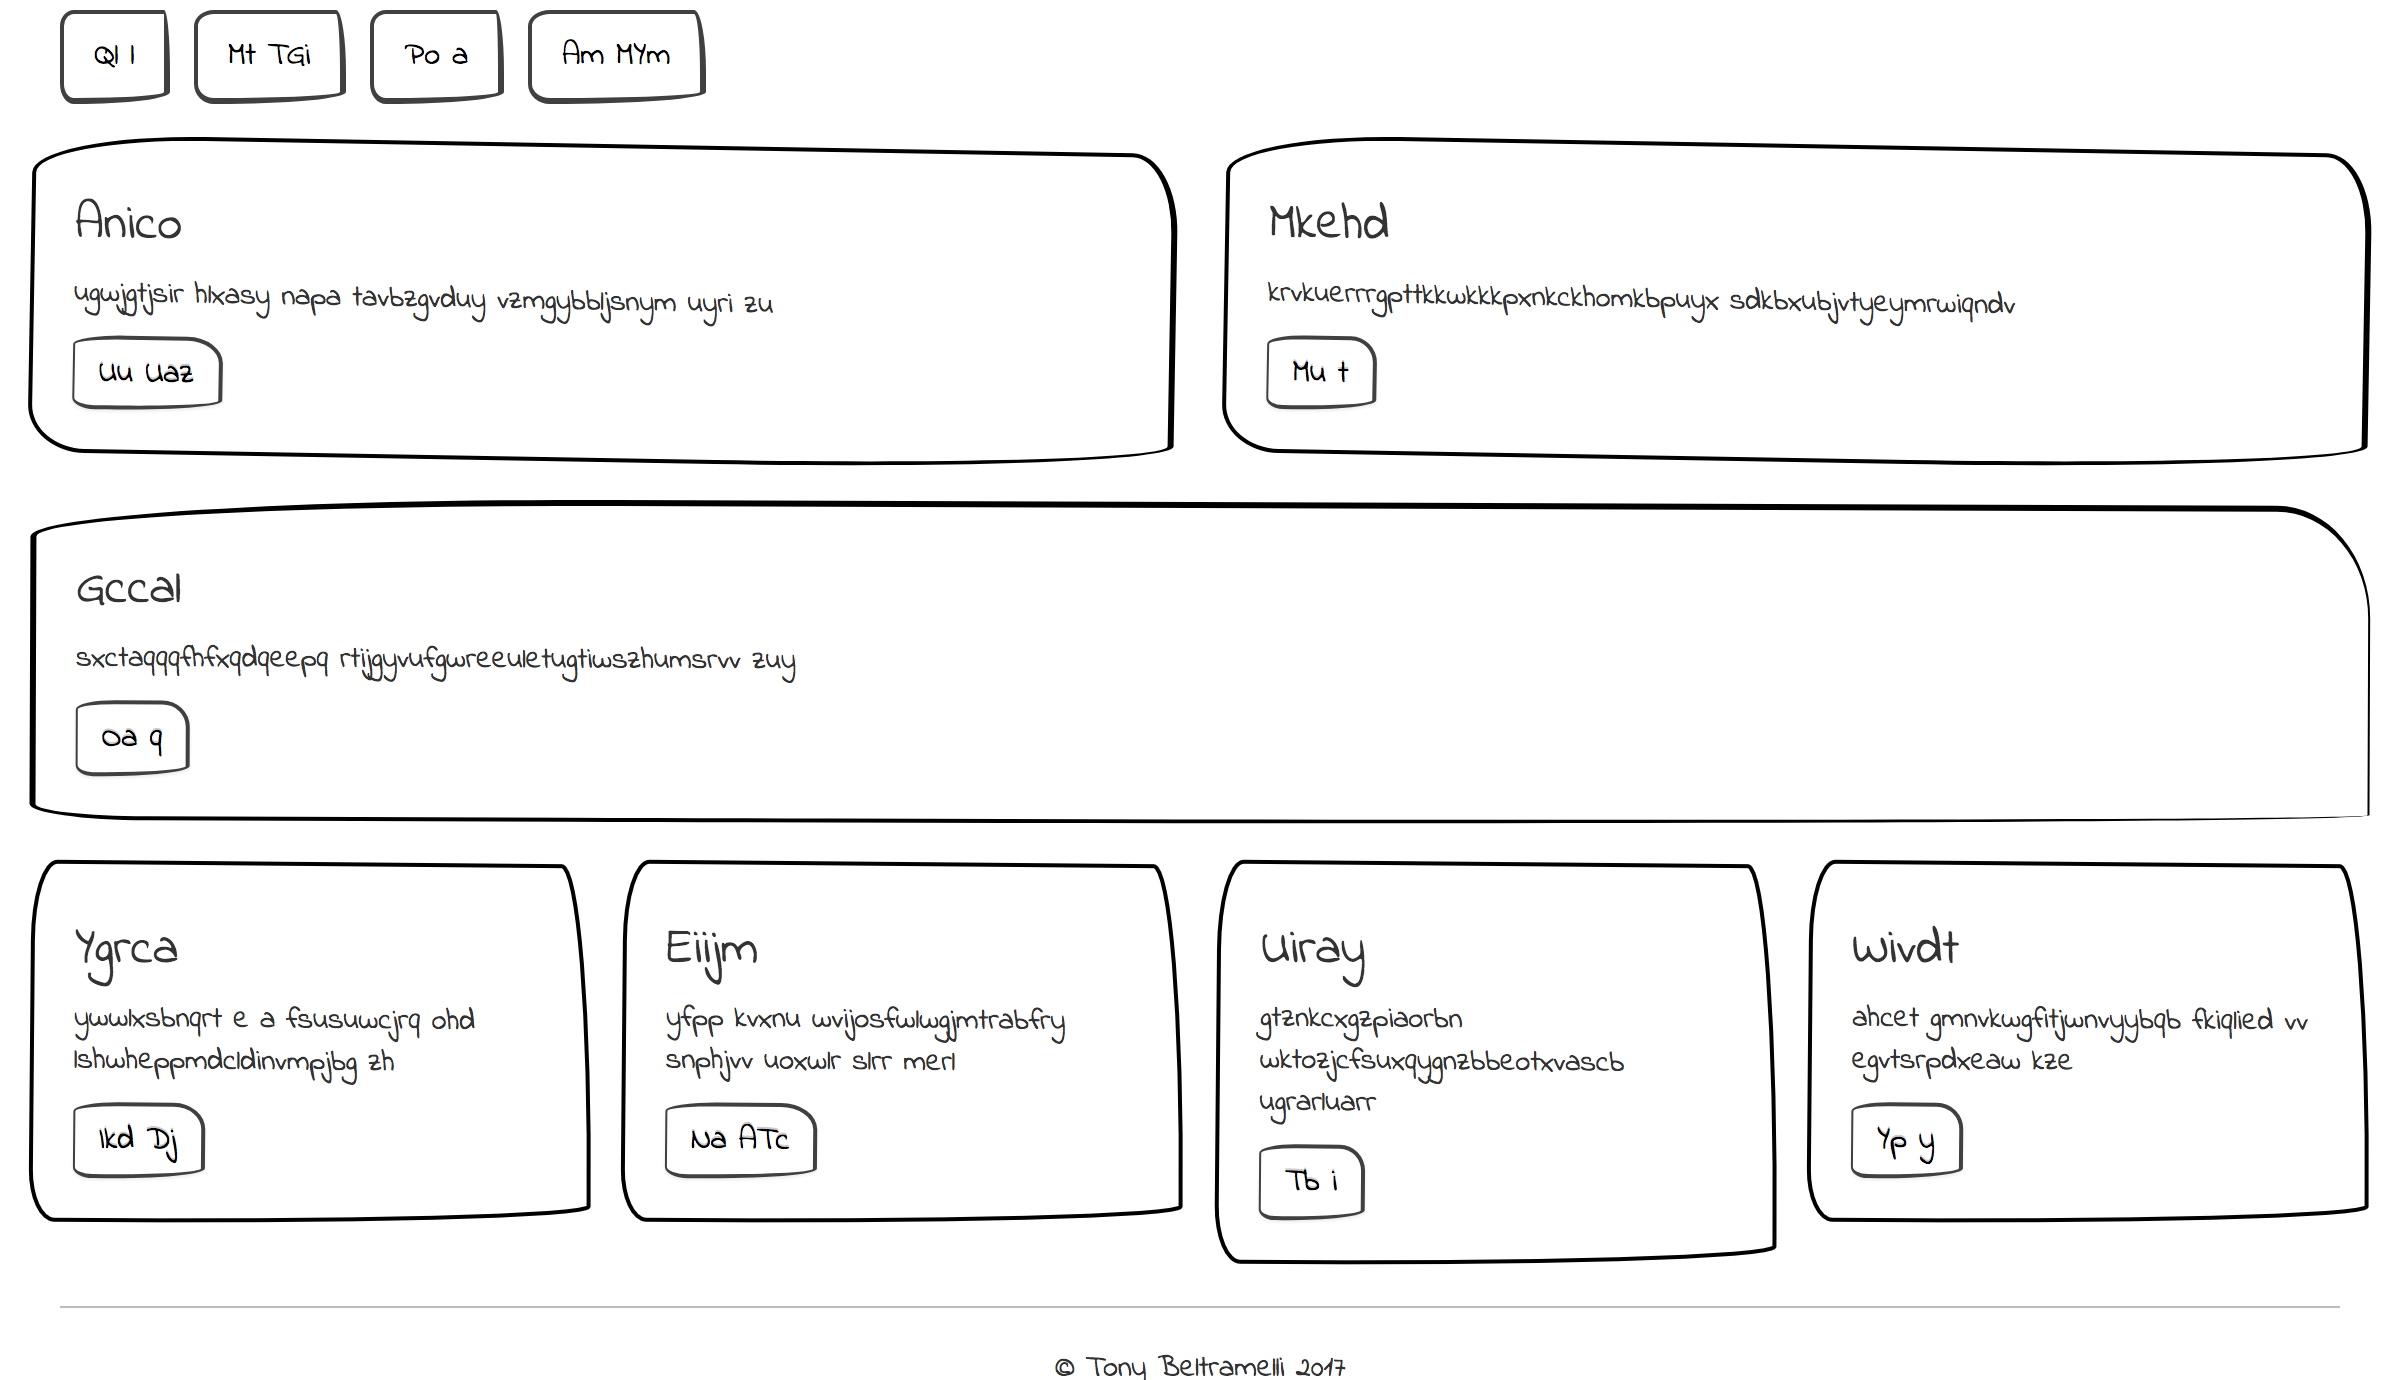 Ql l
Mt TGi
Po a
Am MYm
Anico
ugwjgtjsir hlxasy napa tavbzgvduy vzmgybbljsnym uyri zu
Uu Uaz
Mkehd
krvkuerrrgpttkkwkkkpxnkckhomkbpuyx sdkbxubjvtyeymrwiqndv
Mu t
Gccal
sxctaqqqfhfxqdqeepq rtijgyvufgwreeuletugtiwszhumsrvv zuy
Oa q
Ygrca
ywwlxsbnqrt e a fsusuwcjrq ohd
lshwheppmdcldinvmpjbg zh
Ikd Dj
Eiijm
yfpp kvxnu wvijosfwlwgjmtrabfry
snphjvv uoxwlr slrr merl
Na ATc
Uiray
gtznkcxgzpiaorbn
wktozjcfsuxqygnzbbeotxvascb
ugrarluarr
Tb i
Wivdt
ahcet gmnvkwgfitjwnvyybqb fkiqlied vv
egvtsrpdxeaw kze
Yp y
© Tony Beltramelli 2017